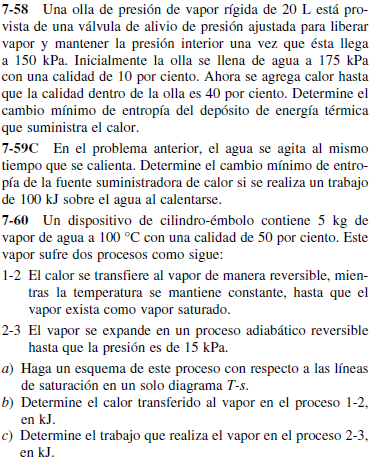 7-58 Una olla de presión de vapor rígida de 20 L está pro-
vista de una válvula de alivio de presión ajustada para liberar
vapor y mantener la presión interior una vez que ésta llega
a 150 kPa. Inicialmente la olla se llena de agua a 175 kPa
con una calidad de 10 por ciento. Ahora se agrega calor hasta
que la calidad dentro de la olla es 40 por ciento. Determine el
cambio mínimo de entropía del depósito de energía térmica
que suministra el calor.
7-59C En el problema anterior, el agua se agita al mismo
tiempo que se calienta. Determine el cambio mínimo de entro-
pía de la fuente suministradora de calor si se realiza un trabajo
de 100 kJ sobre el agua al calentarse.
7-60 Un dispositivo de cilindro-émbolo contiene 5 kg de
vapor de agua a 100 °C con una calidad de 50 por ciento. Este
vapor sufre dos procesos como sigue:
1-2 El calor se transfiere al vapor de manera reversible, mien-
tras la temperatura se mantiene constante, hasta que el
vapor exista como vapor saturado.
2-3 El vapor se expande en un proceso adiabático reversible
hasta que la presión es de 15 kPa.
a) Haga un esquema de este proceso con respecto a las líneas
de saturación en un solo diagrama T-s.
b) Determine el calor transferido al vapor en el proceso 1-2,
en kJ.
c) Determine el trabajo que realiza el vapor en el proceso 2-3,
en kJ.